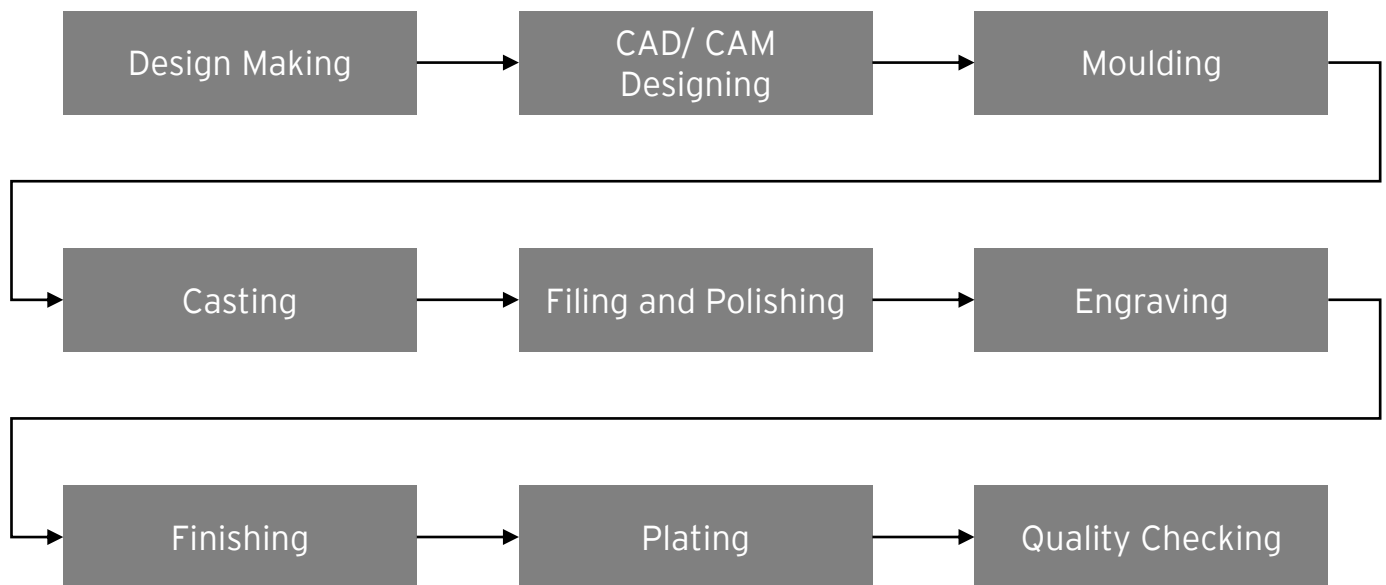 Design Making
CAD/ CAM
Designing
Moulding
Casting
Filing and Polishing
Engraving
Finishing
Plating
Quality Checking